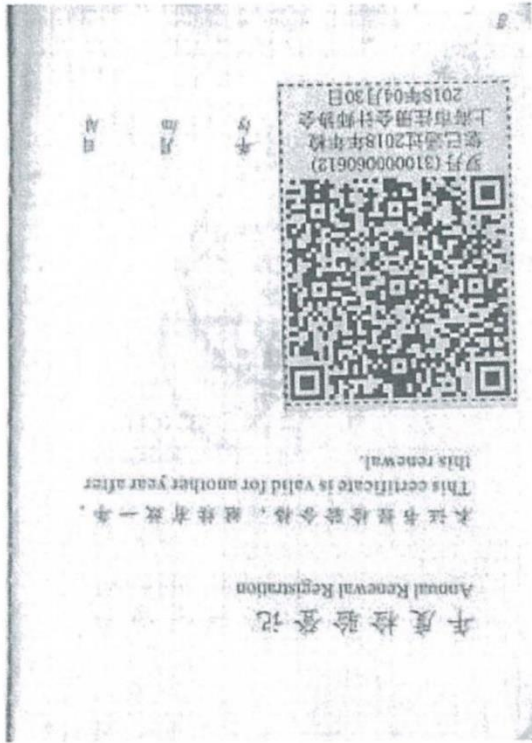 年度检验登记
Annual Renewal Registration
本证书经检验合格，继续有效一年。
This certificate is valid for another year after
this renewal.
罗丹(310000060612)
您已通过2018年年检
上海市注册会计师协会
2018年04月30日
年 月 日
/y /m /d
8